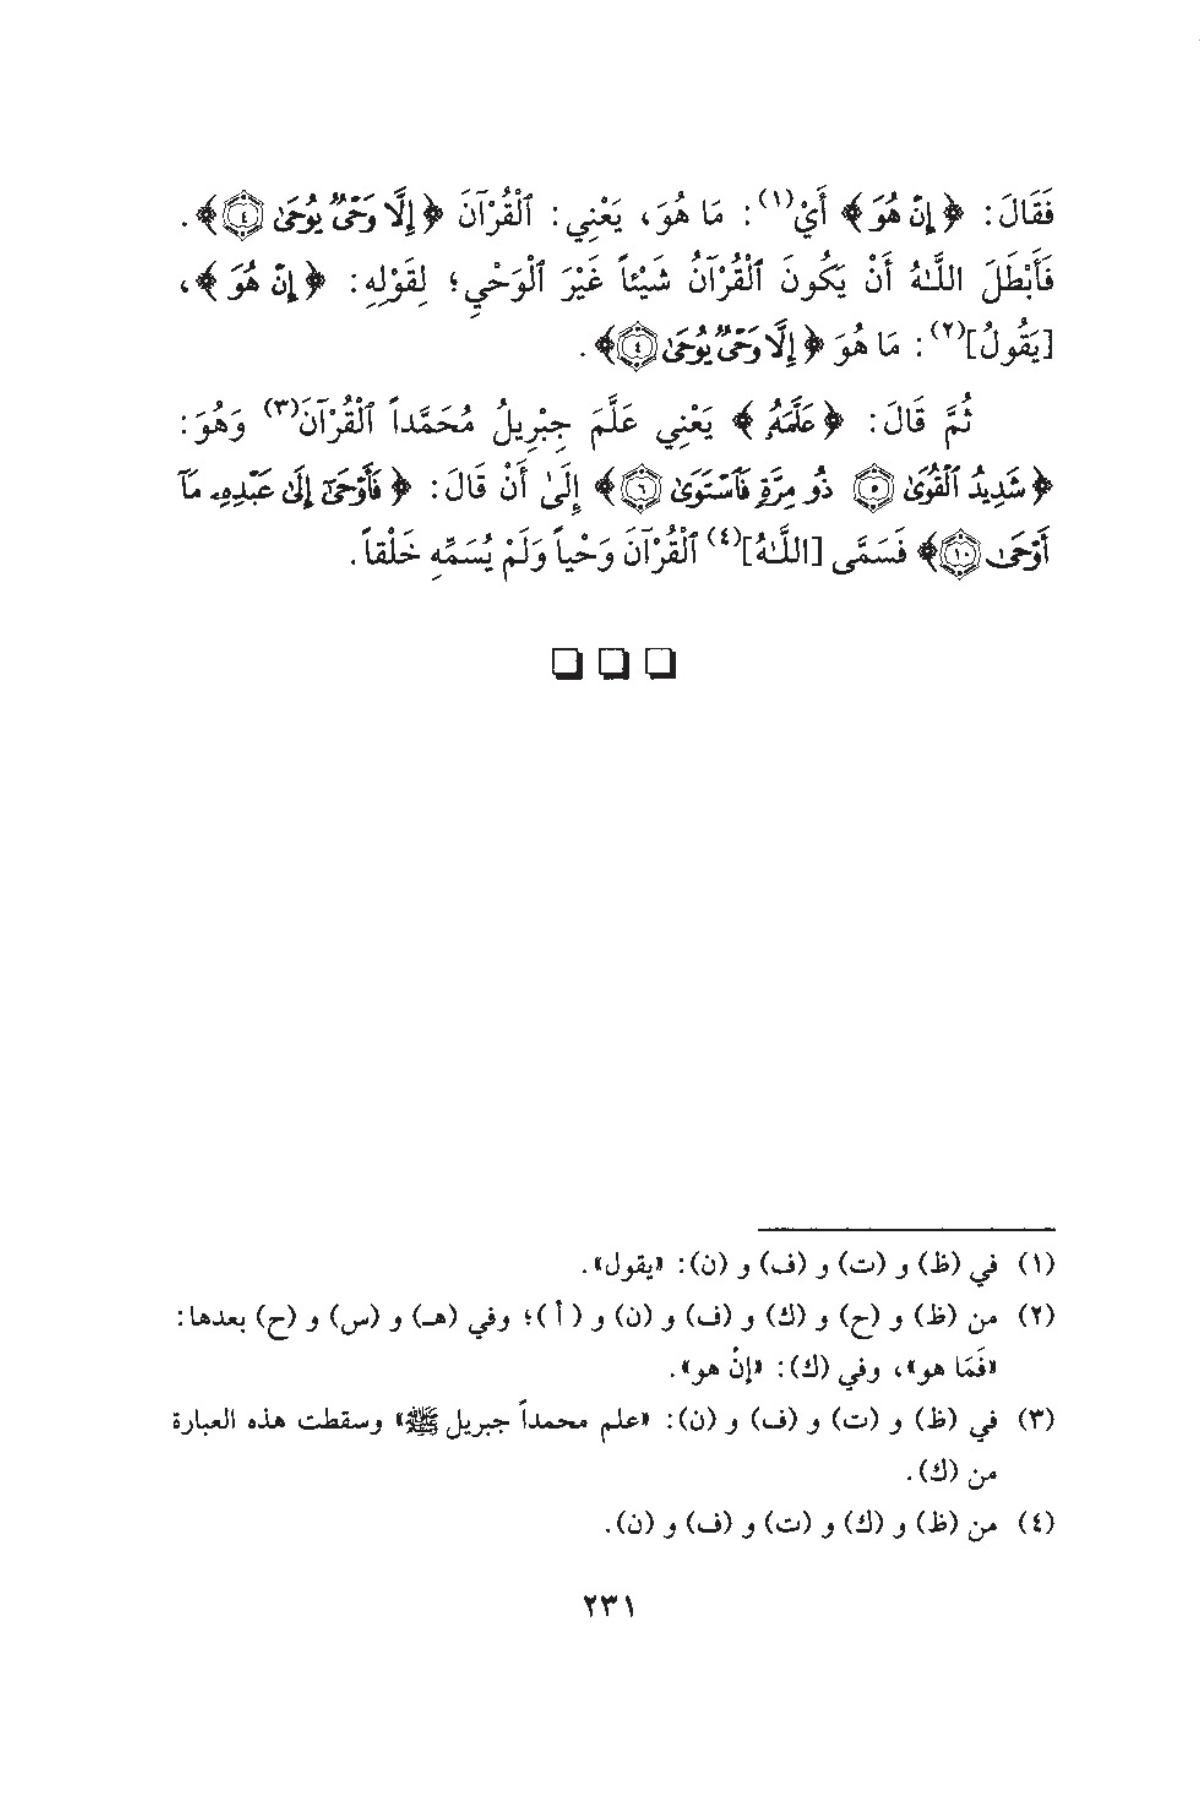 فَقَالَ: ﴿إِنْ هُوَ﴾ أَيْ(١): مَا هُوَ، يَعْنِي: ٱلْقُرْآنَ ﴿إِلَّا وَحْيٌ يُوحَىٰ ٤﴾.
فَأَبْطَلَ اللَّـٰهُ أَنْ يَكُونَ ٱلْقُرْآنُ شَيْئاً غَيْرَ ٱلْوَحْيِ؛ لِقَوْلِهِ: ﴿إِنْ هُوَ﴾،
[يَقُولُ](٢): مَا هُوَ ﴿إِلَّا وَحْيٌ يُوحَىٰ ٤﴾.
ثُمَّ قَالَ: ﴿عَلَّمَهُۥ﴾ يَعْنِي عَلَّمَ جِبْرِيلُ مُحَمَّداً ٱلْقُرْآنَ(٣) وَهُوَ:
﴿شَدِيدُ ٱلْقُوَىٰ ٥ ذُو مِرَّةٍ فَٱسْتَوَىٰ ٦﴾ إِلَىٰ أَنْ قَالَ: ﴿فَأَوْحَىٰٓ إِلَىٰ عَبْدِهِۦ مَآ
أَوْحَىٰ ١٠﴾ فَسَمَّى [اللَّـٰهُ](٤) ٱلْقُرْآنَ وَحْياً وَلَمْ يُسَمِّهِ خَلْقاً.
(١) في (ظ) و (ت) و (ف) و (ن): «يقول».
(٢) من (ظ) و (ح) و (ك) و (ف) و (ن) و (أ)؛ وفي (هـ) و (س) و (ح) بعدها:
«فَمَا هو»، وفي (ك): «إنْ هو».
(٣) في (ظ) و (ت) و (ف) و (ن): «علم محمداً جبريل ﷺ» وسقطت هذه العبارة
من (ك).
(٤) من (ظ) و (ك) و (ت) و (ف) و (ن).
٢٣١